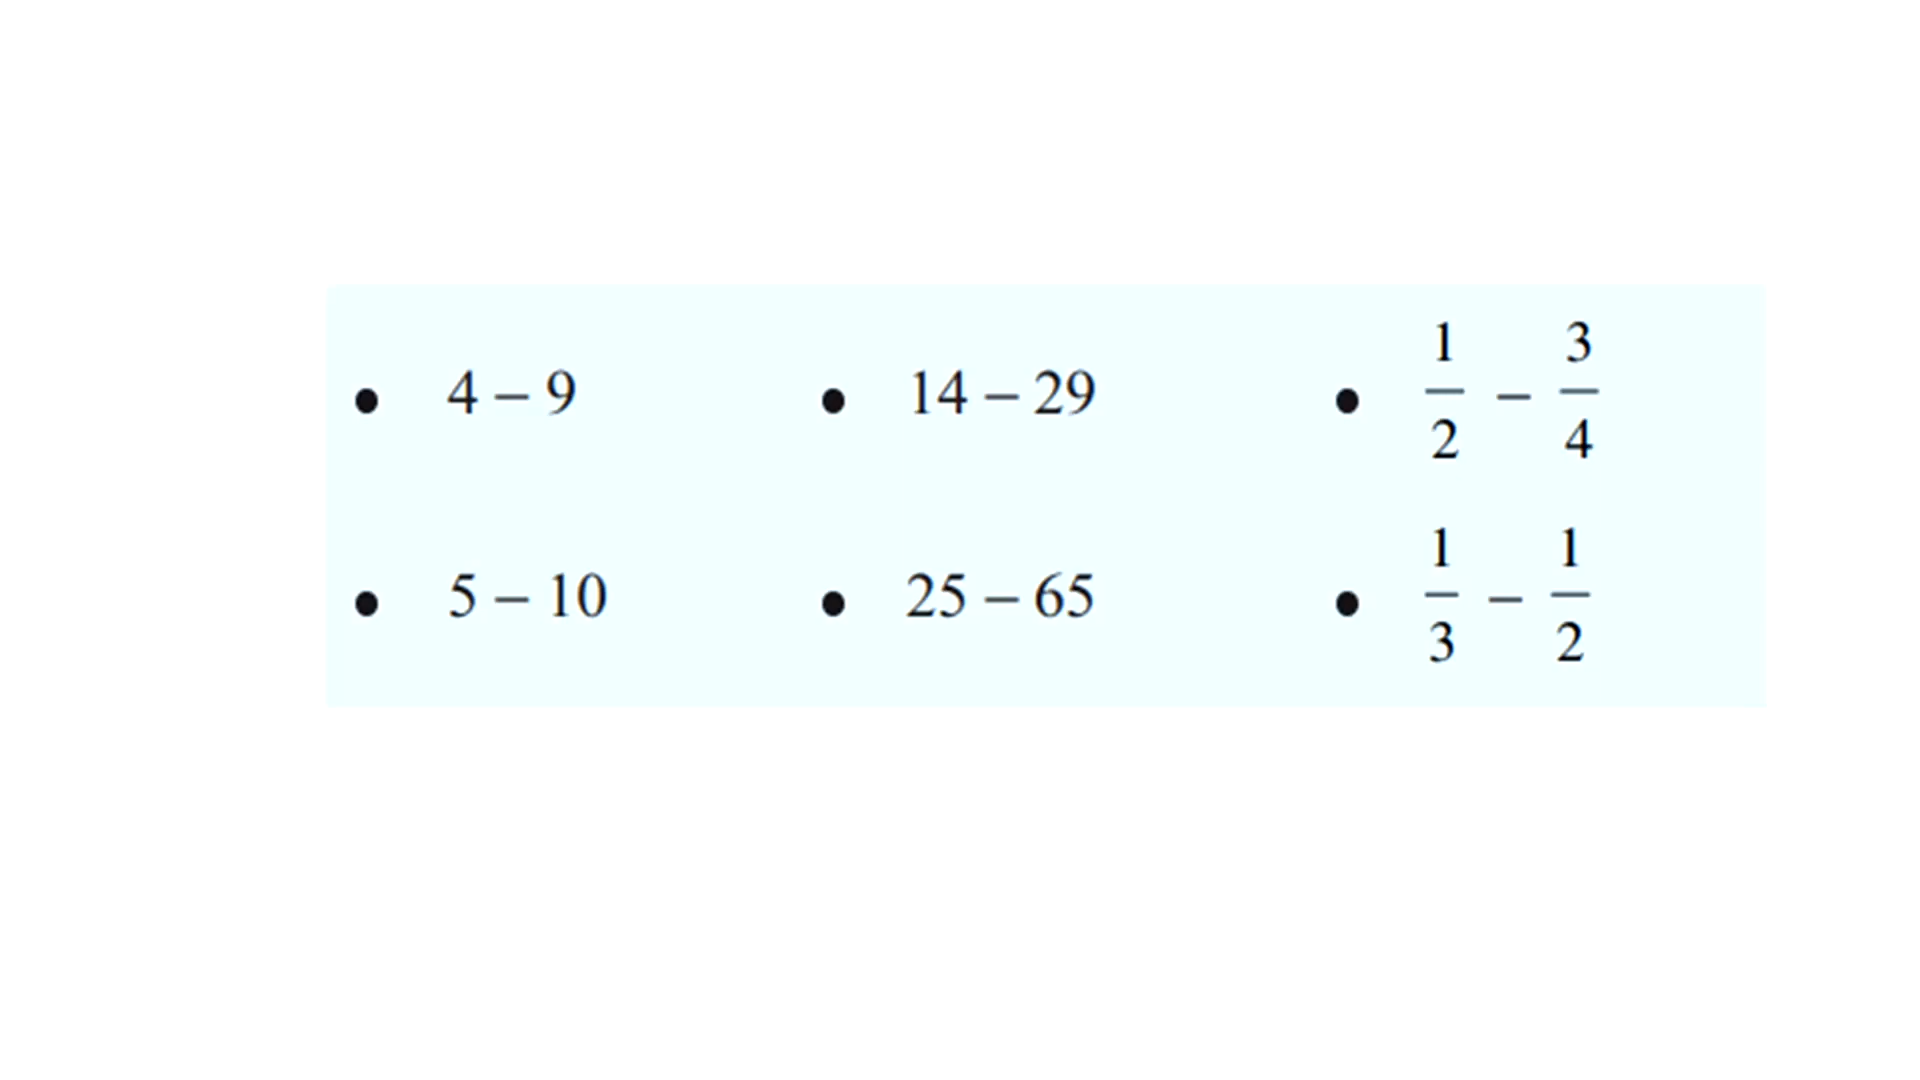 • 4 – 9 • 14 – 29 • 1/2 – 3/4
• 5 – 10 • 25 – 65 • 1/3 – 1/2